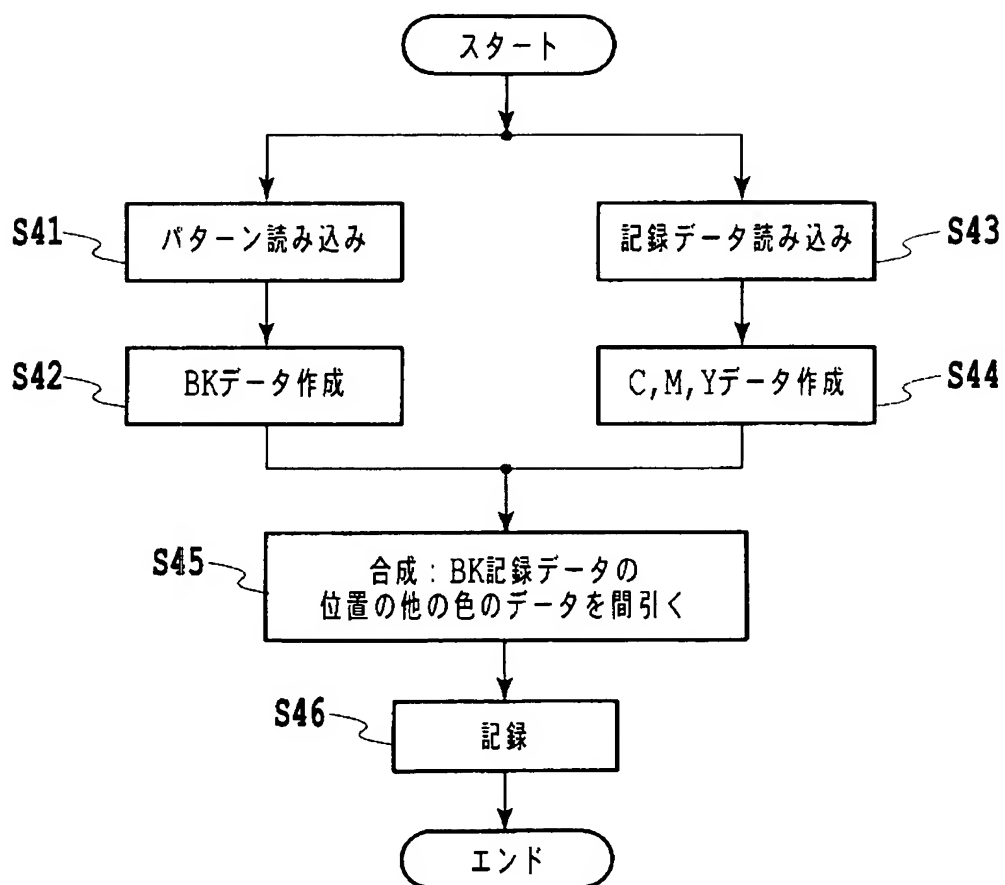 スタート
S41
パターン読み込み
記録データ読み込み
S43
S42
BKデータ作成
C,M,Yデータ作成
S44
S45
合成：BK記録データの
位置の他の色のデータを間引く
S46
記録
エンド